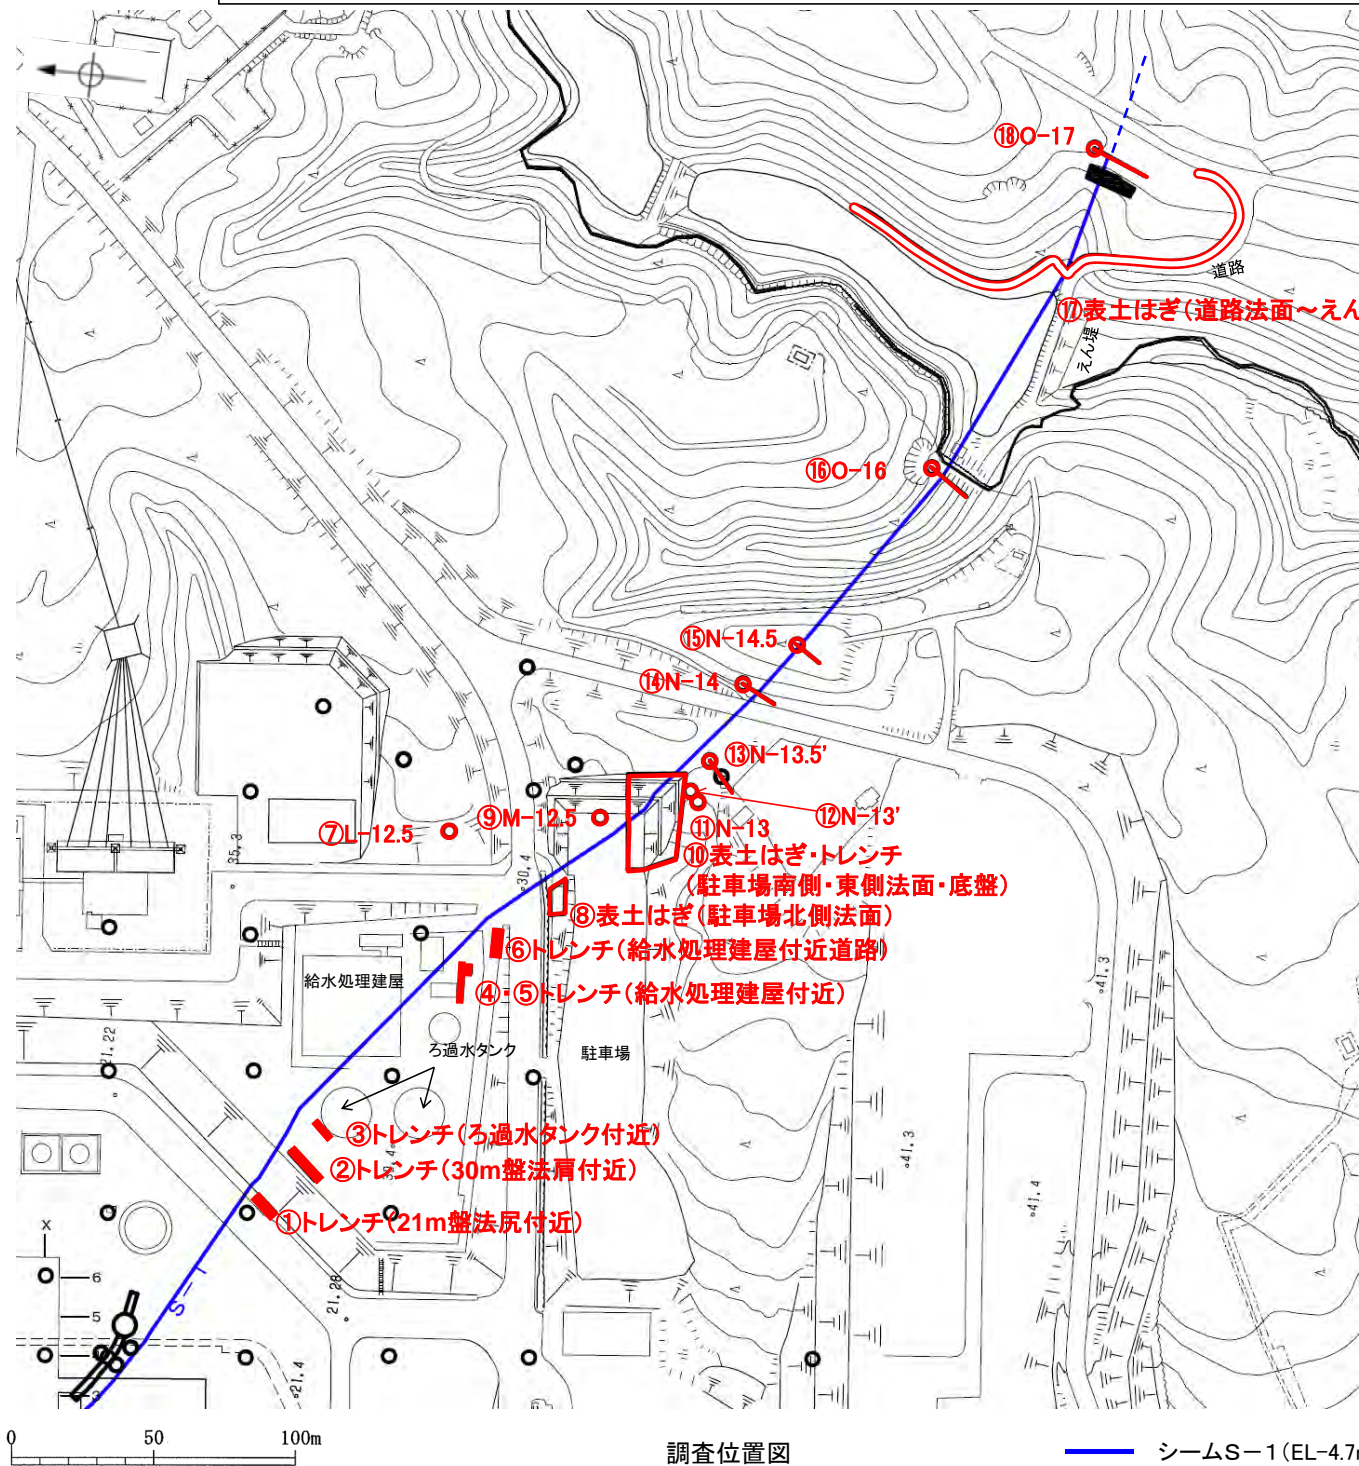 ⑱O-17
道路
⑰表土はぎ(道路法面～えん
えん堤
⑯O-16
⑮N-14.5
⑭N-14
⑬N-13.5'
⑫N-13'
⑪N-13
⑨M-12.5
⑦L-12.5
⑩表土はぎ・トレンチ
(駐車場南側・東側法面・底盤)
⑧表土はぎ(駐車場北側法面)
⑥トレンチ(給水処理建屋付近道路)
④・⑤トレンチ(給水処理建屋付近)
給水処理建屋
ろ過水タンク
駐車場
③トレンチ(ろ過水タンク付近)
②トレンチ(30m盤法肩付近)
①トレンチ(21m盤法尻付近)
35.3
30.4
21.22
41.3
41.3
41.4
21.28
21.4
S-1
X
6
5
3
0 50 100m
調査位置図
シームS-1(EL-4.7